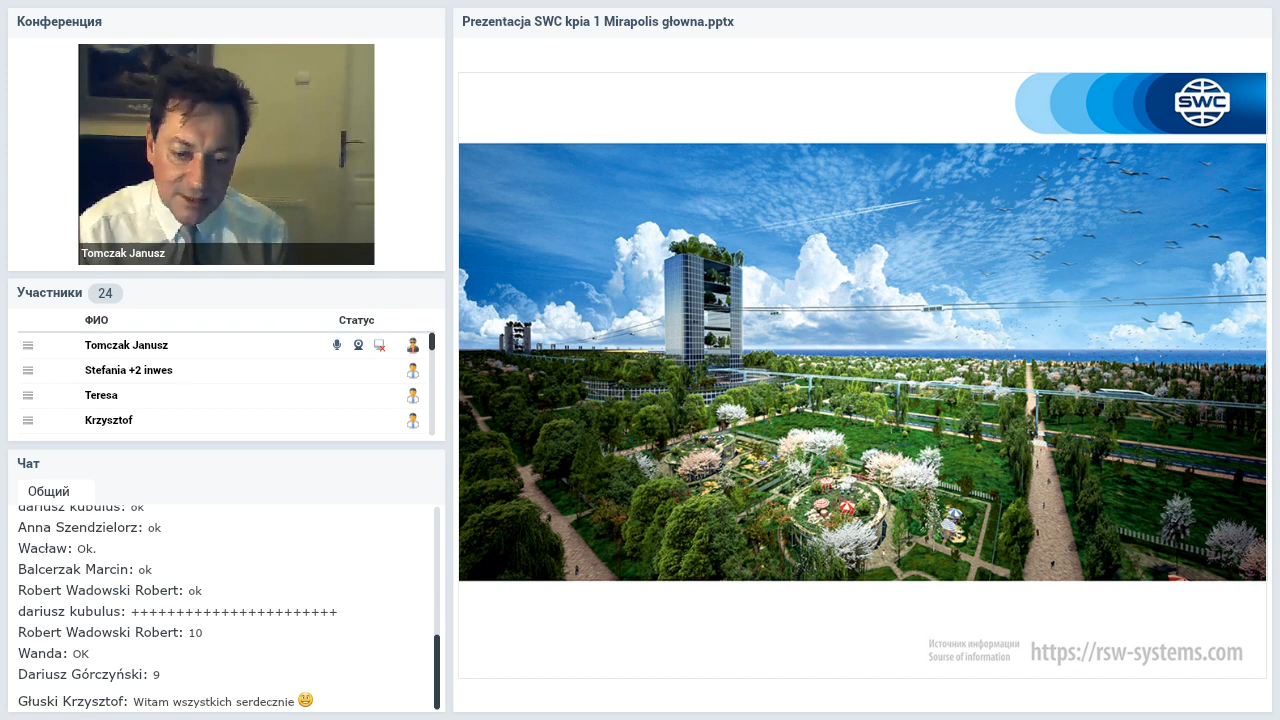 Конференция
Tomczak Janusz
Участники 24
ФИО Статус
Tomczak Janusz
Stefania +2 inwes
Teresa
Krzysztof
Чат
Общий
dariusz kubulus: ok
Anna Szendzielorz: ok
Wacław: Ok.
Balcerzak Marcin: ok
Robert Wadowski Robert: ok
dariusz kubulus: +++++++++++++++++++++++
Robert Wadowski Robert: 10
Wanda: OK
Dariusz Górczyński: 9
Głuski Krzysztof: Witam wszystkich serdecznie
Prezentacja SWC kpia 1 Mirapolis głowna.pptx
SWC
Источник информации
Sourse of information
https://rsw-systems.com